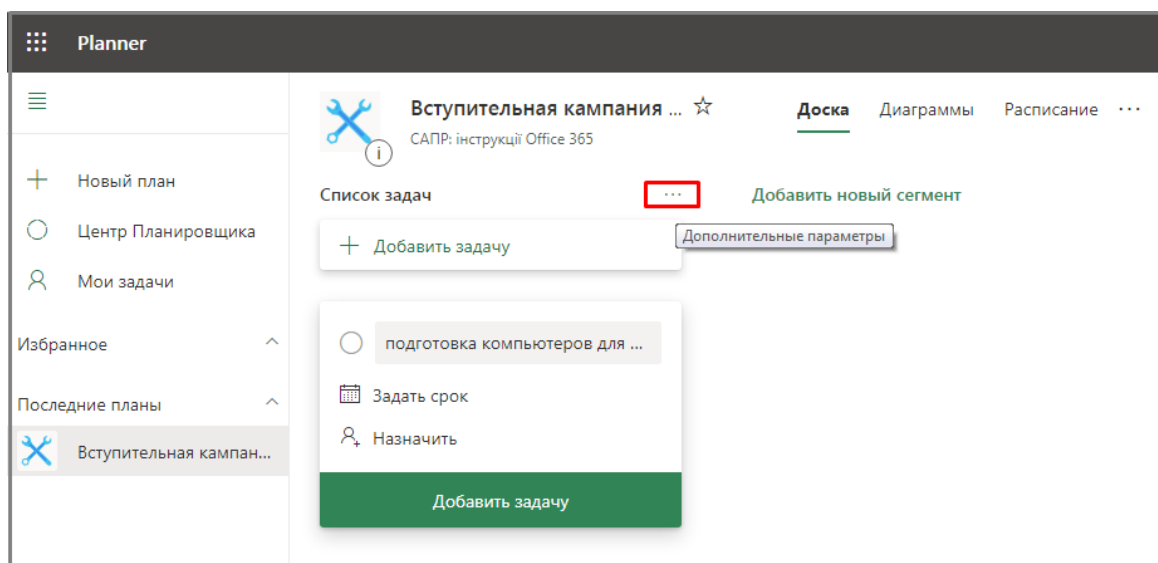 Planner
Новый план
Центр Планировщика
Мои задачи
Избранное
Последние планы
Вступительная кампан...
Вступительная кампания ...
САПР: інструкції Office 365
Доска Диаграммы Расписание ...
Список задач ... Добавить новый сегмент
Дополнительные параметры
+ Добавить задачу
подготовка компьютеров для ...
Задать срок
Назначить
Добавить задачу